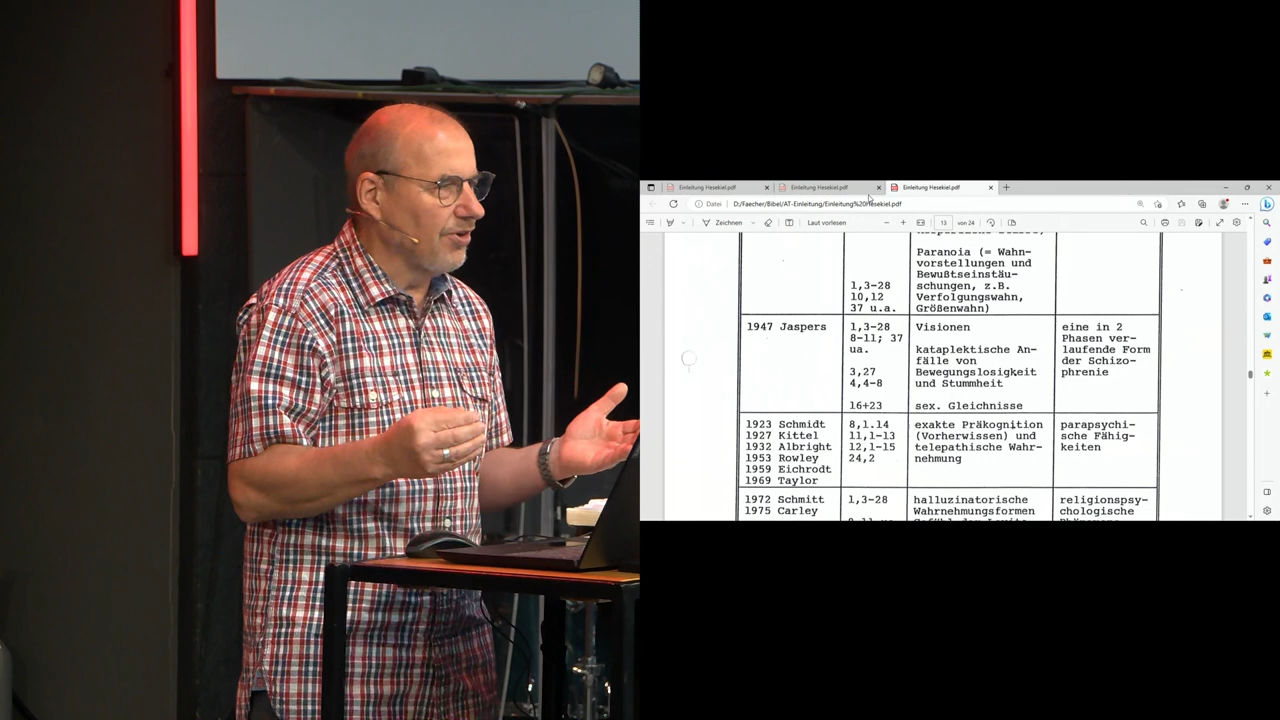 Einleitung Hesekiel.pdf
Einleitung Hesekiel.pdf
Einleitung Hesekiel.pdf
Datei
D:/Faecher/Bibel/AT-Einleitung/Einleitung%20Hesekiel.pdf
Zeichnen
Laut vorlesen
13
von 24
Paranoia (= Wahn-
vorstellungen und
Bewußtseinstäu-
1,3-28 schungen, z.B.
10,12 Verfolgungswahn,
37 u.a. Größenwahn)
1947 Jaspers 1,3-28 Visionen eine in 2
8-11; 37 Phasen ver-
ua. kataplektische An- laufende Form
fälle von der Schizo-
3,27 Bewegungslosigkeit phrenie
4,4-8 und Stummheit
16+23 sex. Gleichnisse
1923 Schmidt 8,1.14 exakte Präkognition parapsychi-
1927 Kittel 11,1-13 (Vorherwissen) und sche Fähig-
1932 Albright 12,1-15 telepathische Wahr- keiten
1953 Rowley 24,2 nehmung
1959 Eichrodt
1969 Taylor
1972 Schmitt 1,3-28 halluzinatorische religionspsy-
1975 Carley Wahrnehmungsformen chologische